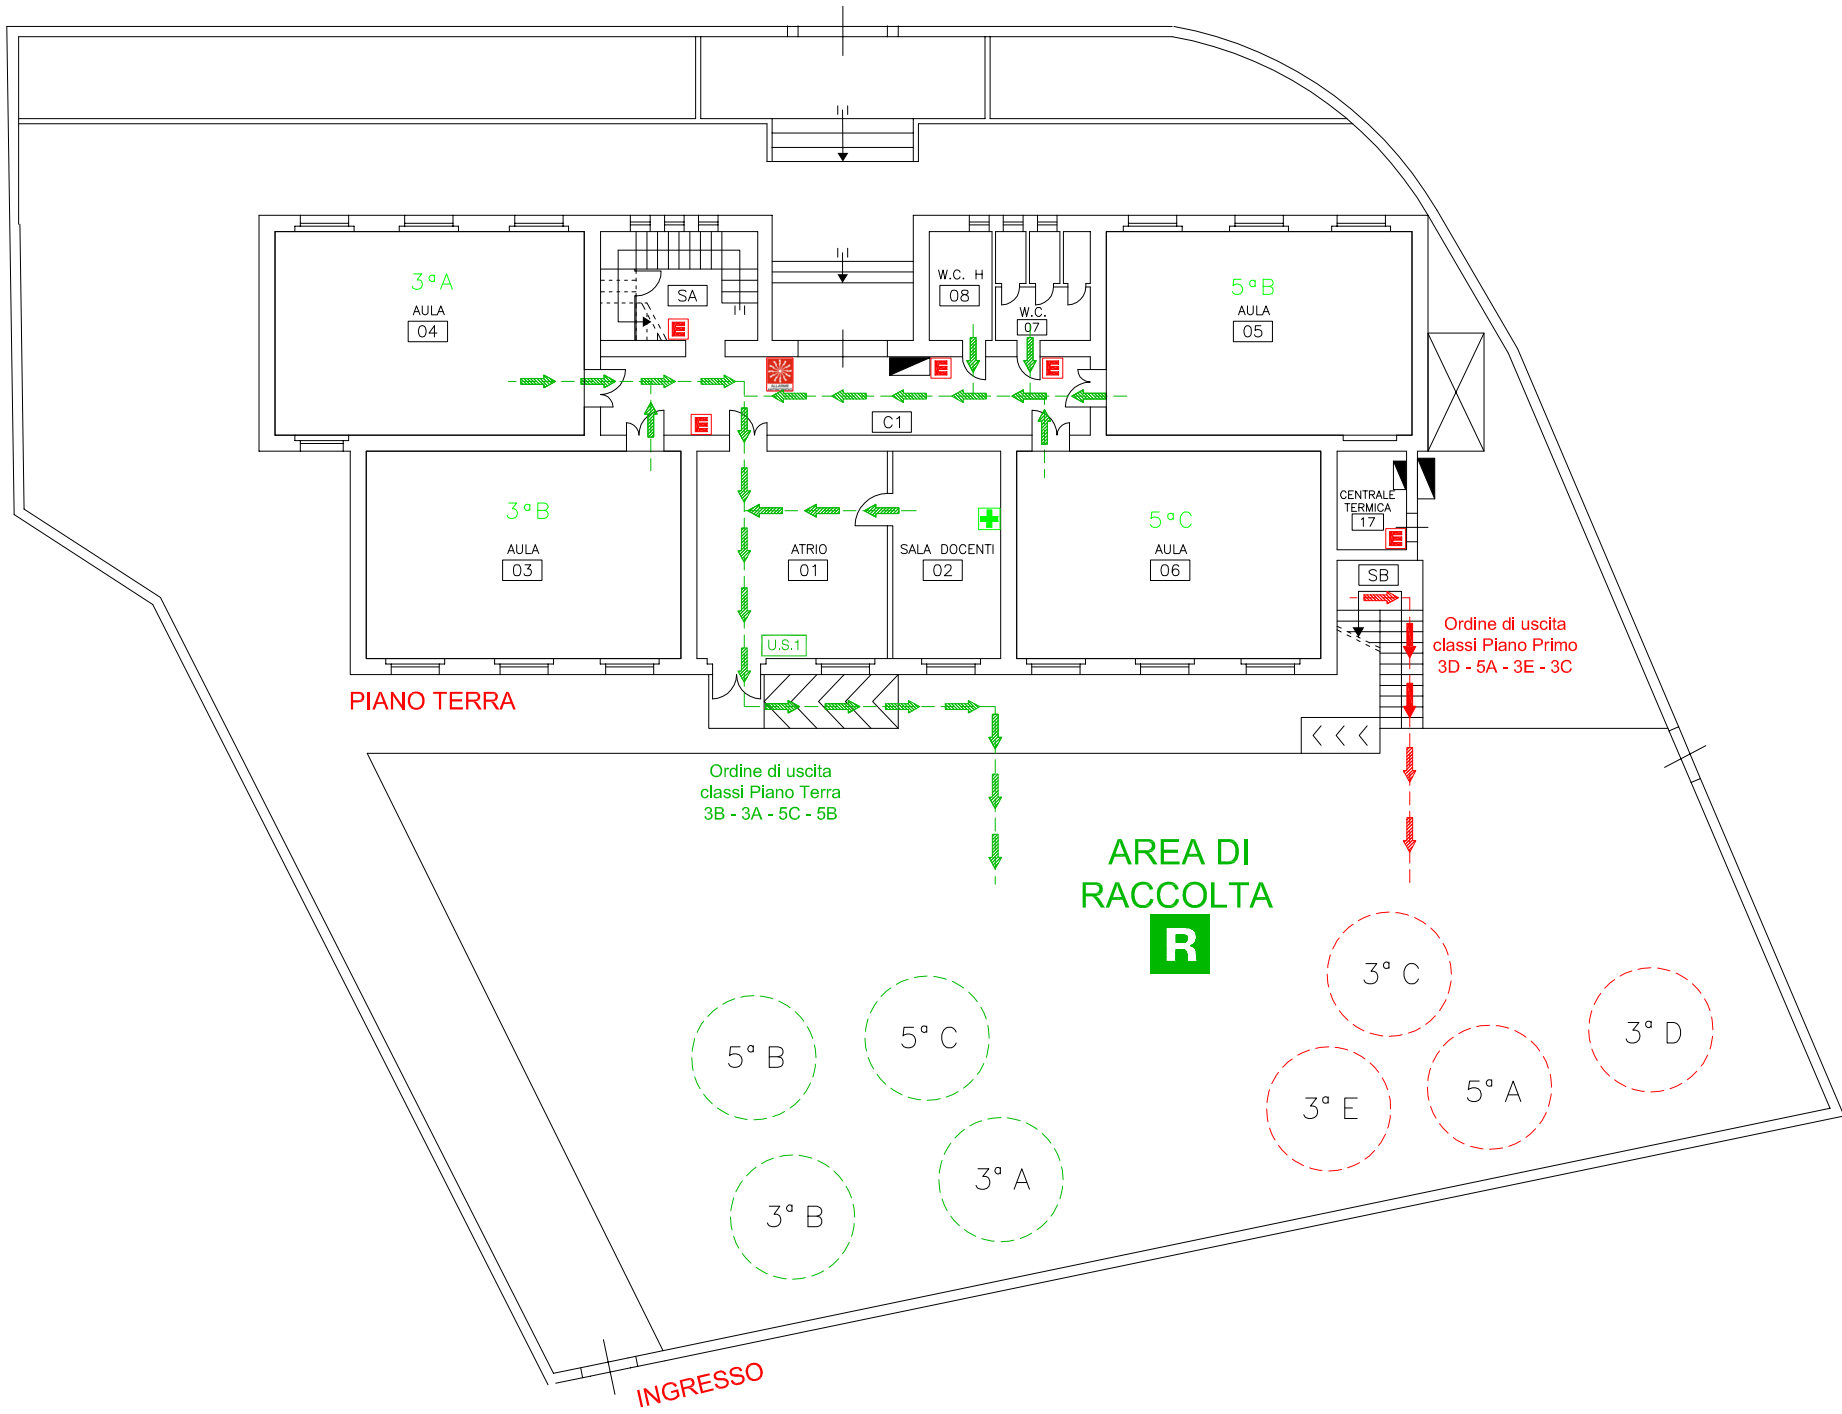 3ªA
AULA
04
SA
E
ALLARME
W.C. H
08
W.C.
07
E
E
5ªB
AULA
05
E
C1
3ªB
AULA
03
ATRIO
01
SALA DOCENTI
02
5ªC
AULA
06
CENTRALE
TERMICA
17
E
SB
U.S.1
Ordine di uscita
classi Piano Primo
3D - 5A - 3E - 3C
PIANO TERRA
Ordine di uscita
classi Piano Terra
3B - 3A - 5C - 5B
AREA DI
RACCOLTA
R
3ª C
3ª D
5ª B
5ª C
3ª E
5ª A
3ª A
3ª B
INGRESSO